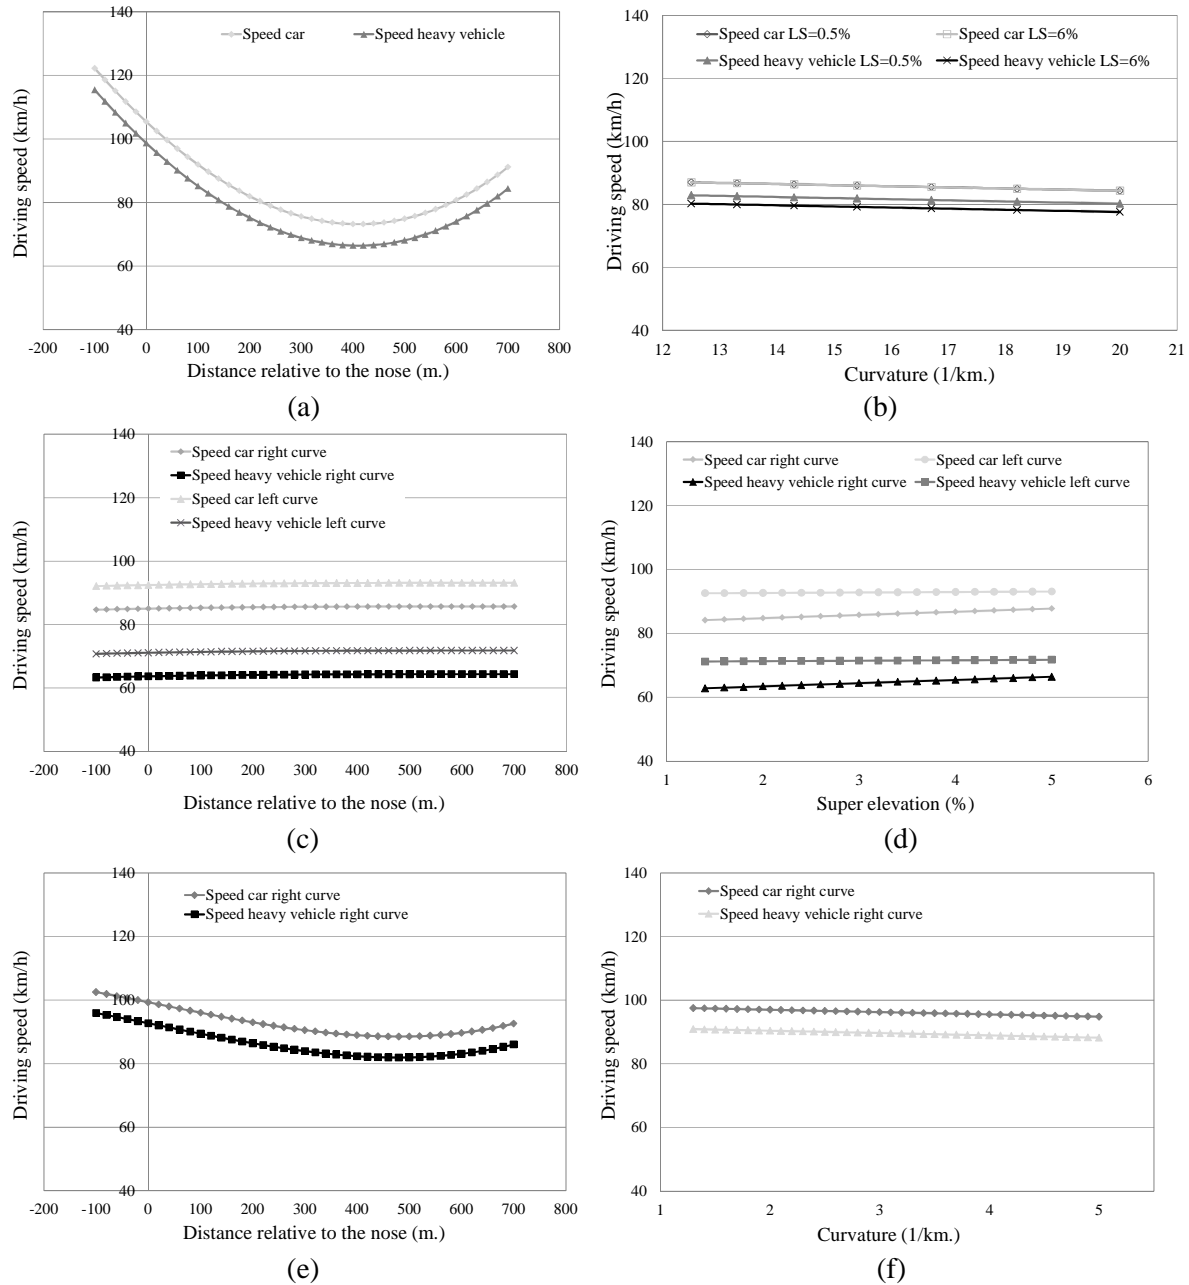 Speed car
Speed heavy vehicle
Driving speed (km/h)
140
120
100
80
60
40
-200 -100 0 100 200 300 400 500 600 700 800
Distance relative to the nose (m.)
(a)
Speed car LS=0.5%
Speed car LS=6%
Speed heavy vehicle LS=0.5%
Speed heavy vehicle LS=6%
Driving speed (km/h)
140
120
100
80
60
40
12 13 14 15 16 17 18 19 20 21
Curvature (1/km.)
(b)
Speed car right curve
Speed heavy vehicle right curve
Speed car left curve
Speed heavy vehicle left curve
Driving speed (km/h)
140
120
100
80
60
40
-200 -100 0 100 200 300 400 500 600 700 800
Distance relative to the nose (m.)
(c)
Speed car right curve
Speed car left curve
Speed heavy vehicle right curve
Speed heavy vehicle left curve
Driving speed (km/h)
140
120
100
80
60
40
1 2 3 4 5 6
Super elevation (%)
(d)
Speed car right curve
Speed heavy vehicle right curve
Driving speed (km/h)
140
120
100
80
60
40
-200 -100 0 100 200 300 400 500 600 700 800
Distance relative to the nose (m.)
(e)
Speed car right curve
Speed heavy vehicle right curve
Driving speed (km/h)
140
120
100
80
60
40
1 2 3 4 5
Curvature (1/km.)
(f)